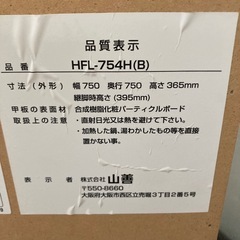 品質表示
品番 HFL-754H(B)
寸法(外形) 幅750 奥行750 高さ365mm
継脚時高さ(395mm)
甲板の表面材 合成樹脂化粧パーティクルボード
取扱上の注意 ・直射日光又は熱を避けて下さい。
・加熱した鍋、湯わかしたもの等を直接
置かないで下さい。
表示者 株式会社 山善
〒550-8660
大阪府大阪市西区立売堀3丁目2番5号